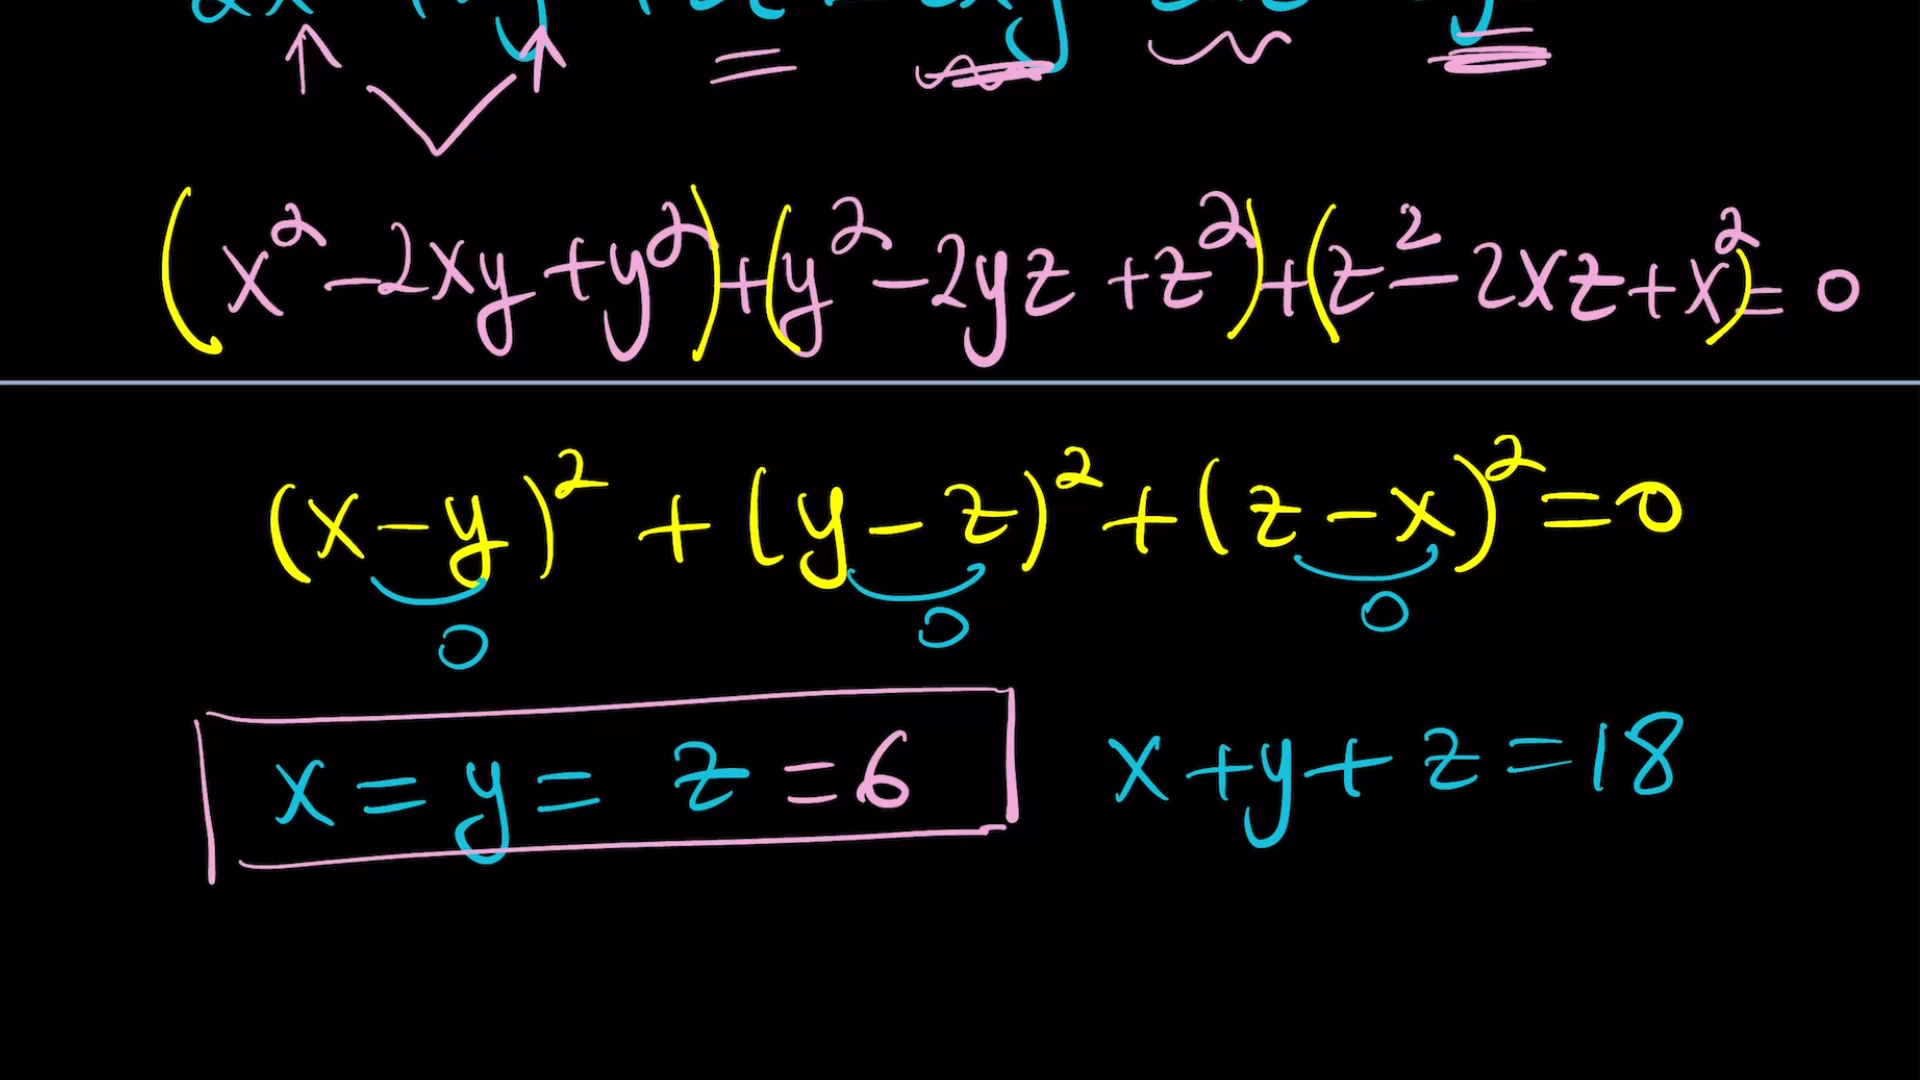 (x² - 2xy + y²) + (y² - 2yz + z²) + (z² - 2xz + x²) = 0
(x - y)² + (y - z)² + (z - x)² = 0
0 0 0
x = y = z = 6 x + y + z = 18